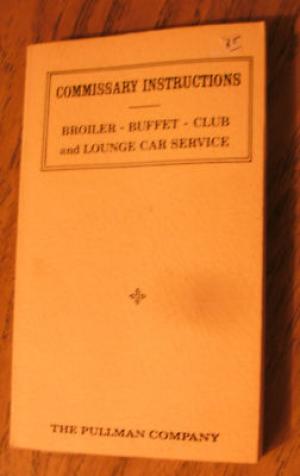 COMMISSARY INSTRUCTIONS
BROILER - BUFFET - CLUB
and LOUNGE CAR SERVICE
THE PULLMAN COMPANY